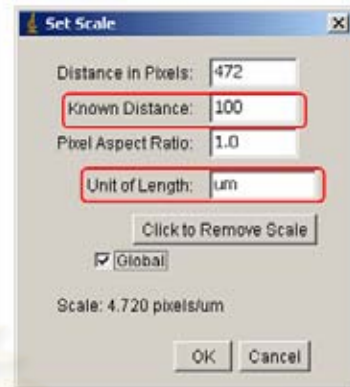 Set Scale
Distance in Pixels: 472
Known Distance: 100
Pixel Aspect Ratio: 1.0
Unit of Length: um
Click to Remove Scale
Global
Scale: 4.720 pixels/um
OK Cancel